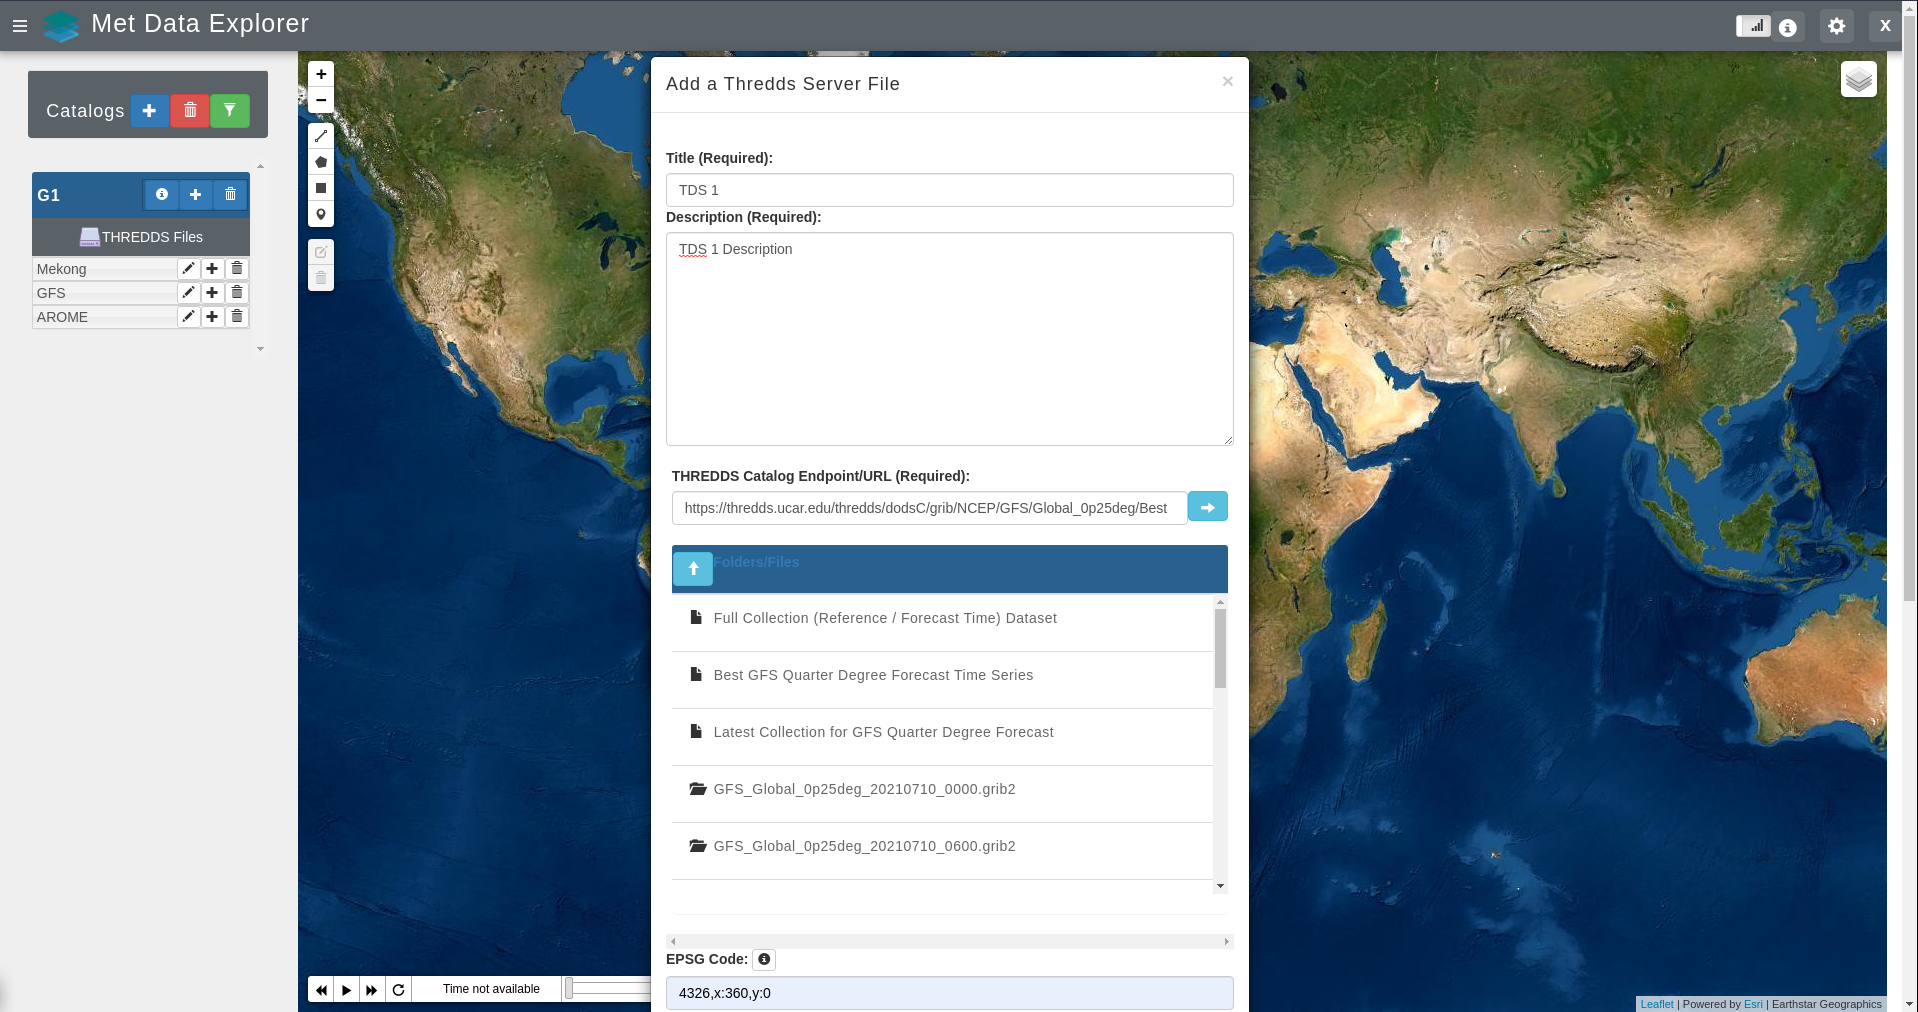 Met Data Explorer
X
Catalogs
G1
THREDDS Files
Mekong
GFS
AROME
+
−
Add a Thredds Server File
×
Title (Required):
TDS 1
Description (Required):
TDS 1 Description
THREDDS Catalog Endpoint/URL (Required):
https://thredds.ucar.edu/thredds/dodsC/grib/NCEP/GFS/Global_0p25deg/Best
Folders/Files
Full Collection (Reference / Forecast Time) Dataset
Best GFS Quarter Degree Forecast Time Series
Latest Collection for GFS Quarter Degree Forecast
GFS_Global_0p25deg_20210710_0000.grib2
GFS_Global_0p25deg_20210710_0600.grib2
EPSG Code:
4326,x:360,y:0
Time not available
Leaflet | Powered by Esri | Earthstar Geographics